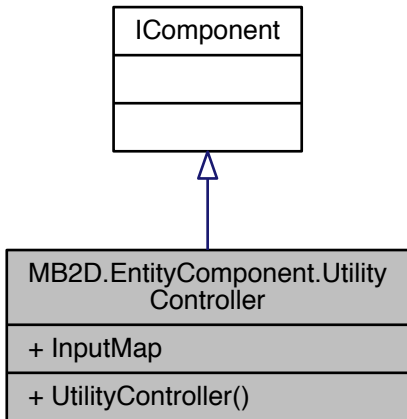 IComponent
MB2D.EntityComponent.Utility
Controller
+ InputMap
+ UtilityController()